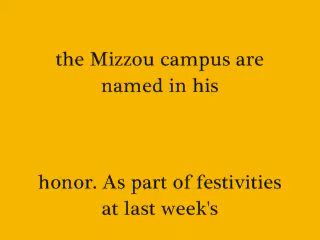 the Mizzou campus are
named in his
honor. As part of festivities
at last week's